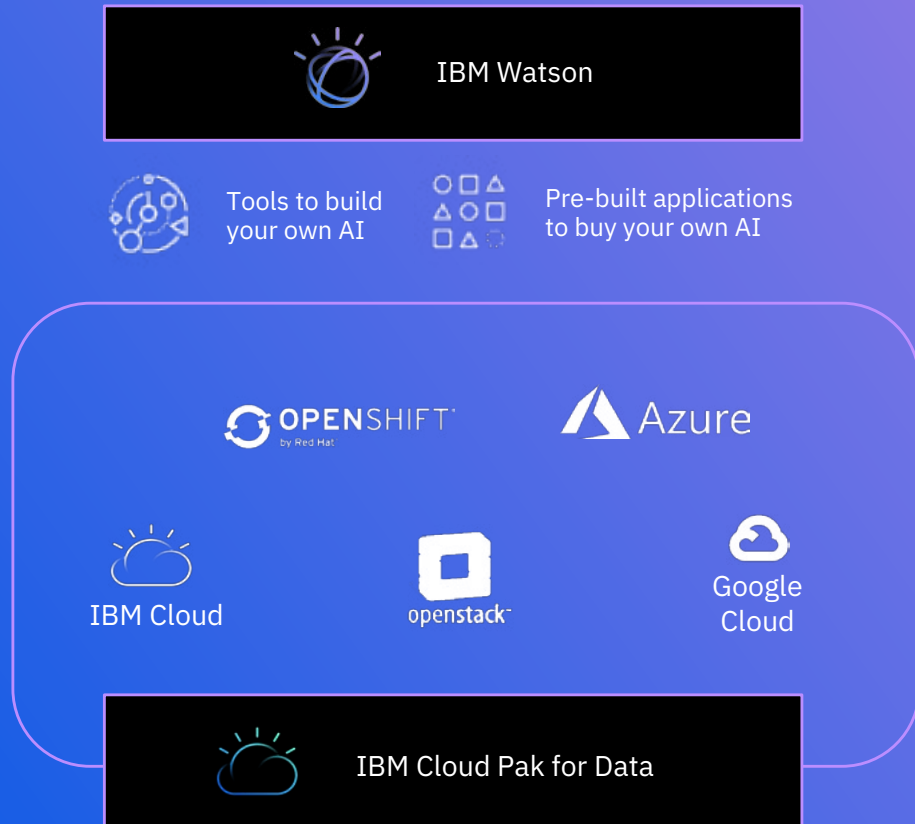 IBM Watson
Tools to build
your own AI
Pre-built applications
to buy your own AI
OPENSHIFT
by Red Hat
Azure
IBM Cloud
openstack
Google
Cloud
IBM Cloud Pak for Data